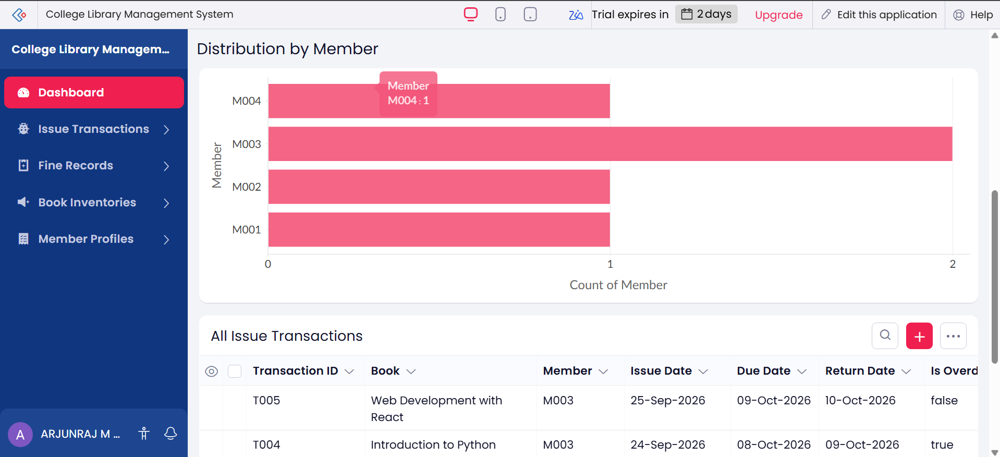 College Library Management System
Zia
Trial expires in
2 days
Upgrade
Edit this application
Help
College Library Managem...
Dashboard
Issue Transactions
Fine Records
Book Inventories
Member Profiles
A
ARJUNRAJ M ...
Distribution by Member
Member
M004 : 1
M004
M003
M002
M001
Member
0 1 2
Count of Member
All Issue Transactions
Transaction ID Book Member Issue Date Due Date Return Date Is Overd
T005 Web Development with M003 25-Sep-2026 09-Oct-2026 10-Oct-2026 false
React
T004 Introduction to Python M003 24-Sep-2026 08-Oct-2026 09-Oct-2026 true